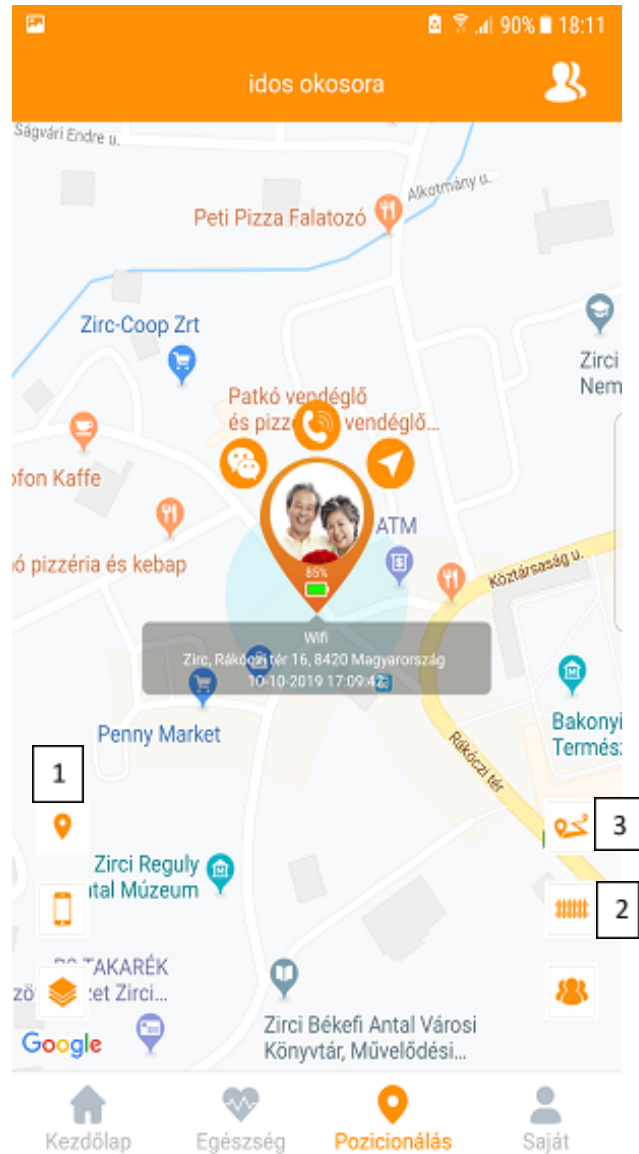 90% 18:11
idos okosora
Ságvári Endre u.
Alkotmány u.
Peti Pizza Falatozó
Zirc-Coop Zrt
Zirci
Nem
Patkó vendéglő
és pizz vendéglő...
ofon Kaffe
ATM
ó pizzéria és kebap
Köztársaság u.
85%
Wifi
Zirc, Rákóczi tér 16, 8420 Magyarország
10-10-2019 17:09:42
Penny Market
Bakonyi
Termés
Rákóczi tér
1
3
Zirci Reguly
ntal Múzeum
2
TAKARÉK
zö et Zirci...
Google
Zirci Békefi Antal Városi
Könyvtár, Művelődési...
Kezdőlap
Egészség
Pozicionálás
Saját